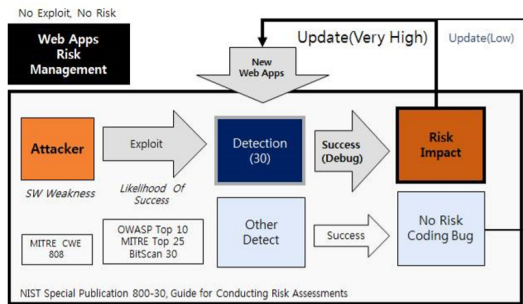 No Exploit, No Risk
Web Apps
Risk
Management
Update(Very High)
Update(Low)
New
Web Apps
Attacker
Exploit
Detection
(30)
Success
(Debug)
Risk
Impact
SW Weakness
Likelihood Of
Success
MITRE CWE
808
OWASP Top 10
MITRE Top 25
BitScan 30
Other
Detect
Success
No Risk
Coding Bug
NIST Special Publication 800-30, Guide for Conducting Risk Assessments